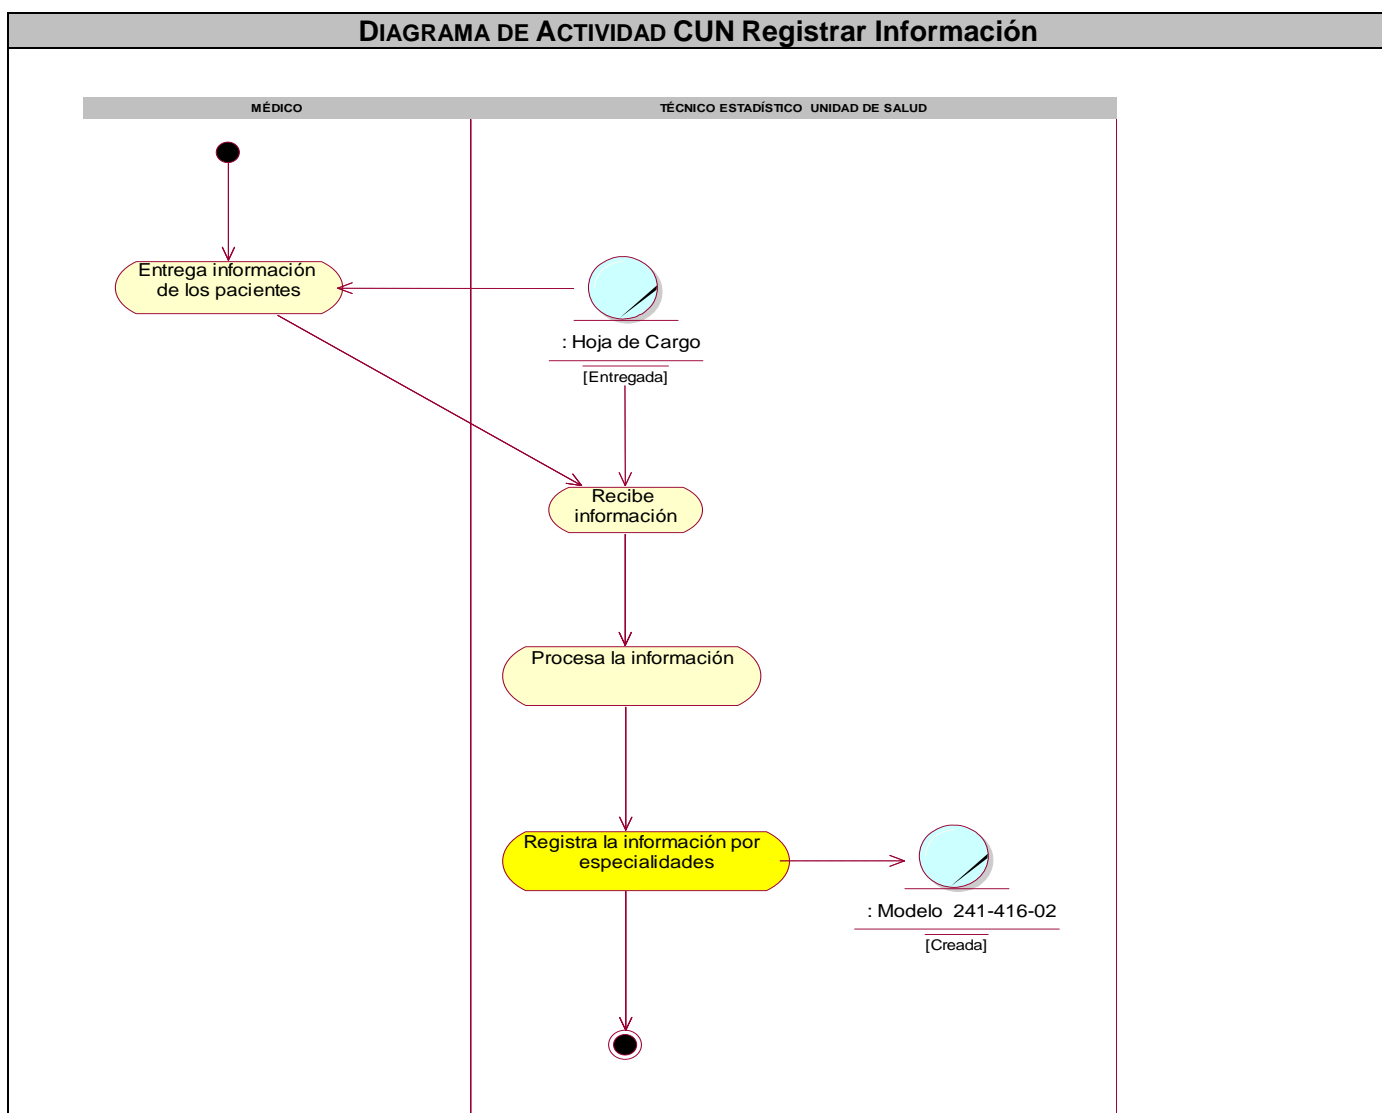 DIAGRAMA DE ACTIVIDAD CUN Registrar Información
MÉDICO
TÉCNICO ESTADÍSTICO UNIDAD DE SALUD
Entrega información
de los pacientes
: Hoja de Cargo
[Entregada]
Recibe
información
Procesa la información
Registra la información por
especialidades
: Modelo 241-416-02
[Creada]